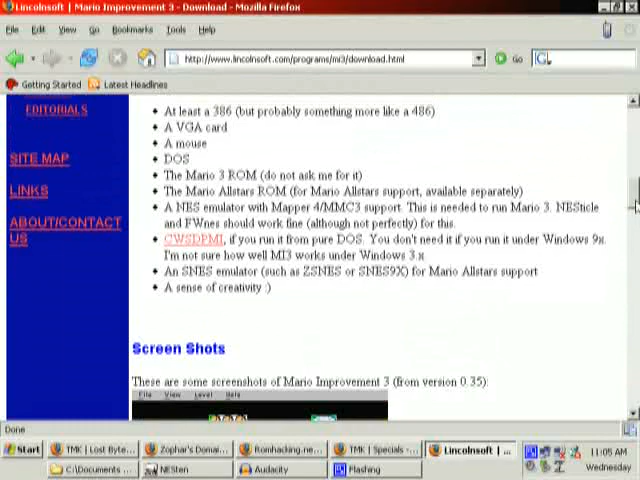 Lincolnsoft | Mario Improvement 3 - Download - Mozilla Firefox
File Edit View Go Bookmarks Tools Help
http://www.lincolnsoft.com/programs/mi3/download.html Go
Getting Started Latest Headlines
EDITORIALS
SITE MAP
LINKS
ABOUT/CONTACT
US
At least a 386 (but probably something more like a 486)
A VGA card
A mouse
DOS
The Mario 3 ROM (do not ask me for it)
The Mario Allstars ROM (for Mario Allstars support, available separately)
A NES emulator with Mapper 4/MMC3 support. This is needed to run Mario 3. NESticle
and FWnes should work fine (although not perfectly) for this.
CWSDPMI, if you run it from pure DOS. You don't need it if you run it under Windows 9x.
I'm not sure how well MI3 works under Windows 3.x
An SNES emulator (such as ZSNES or SNES9X) for Mario Allstars support
A sense of creativity :)
Screen Shots
These are some screenshots of Mario Improvement 3 (from version 0.35):
File View Level Help
Done
Start TMK | Lost Byte... Zophar's Domai... Romhacking.ne... TMK | Specials -... Lincolnsoft | ... 11:05 AM
C:\Documents ... NESten Audacity Flashing Wednesday